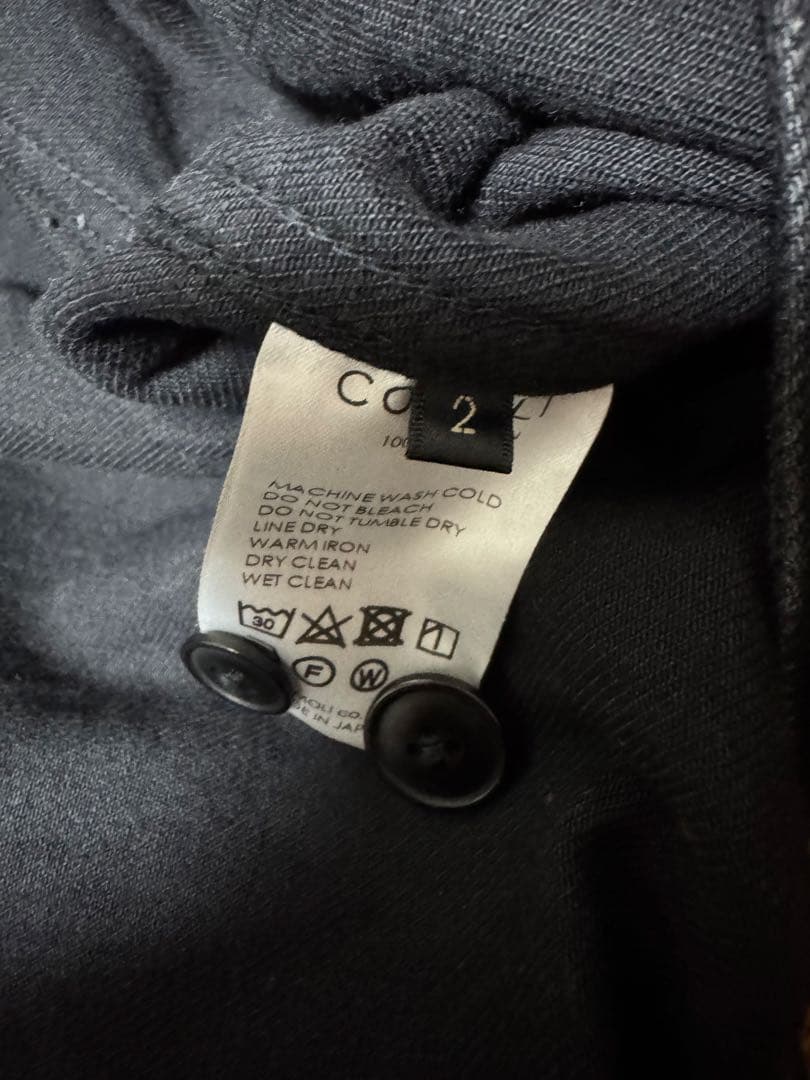 2
MACHINE WASH COLD
DO NOT BLEACH
DO NOT TUMBLE DRY
LINE DRY
WARM IRON
DRY CLEAN
WET CLEAN
30
F W
IN